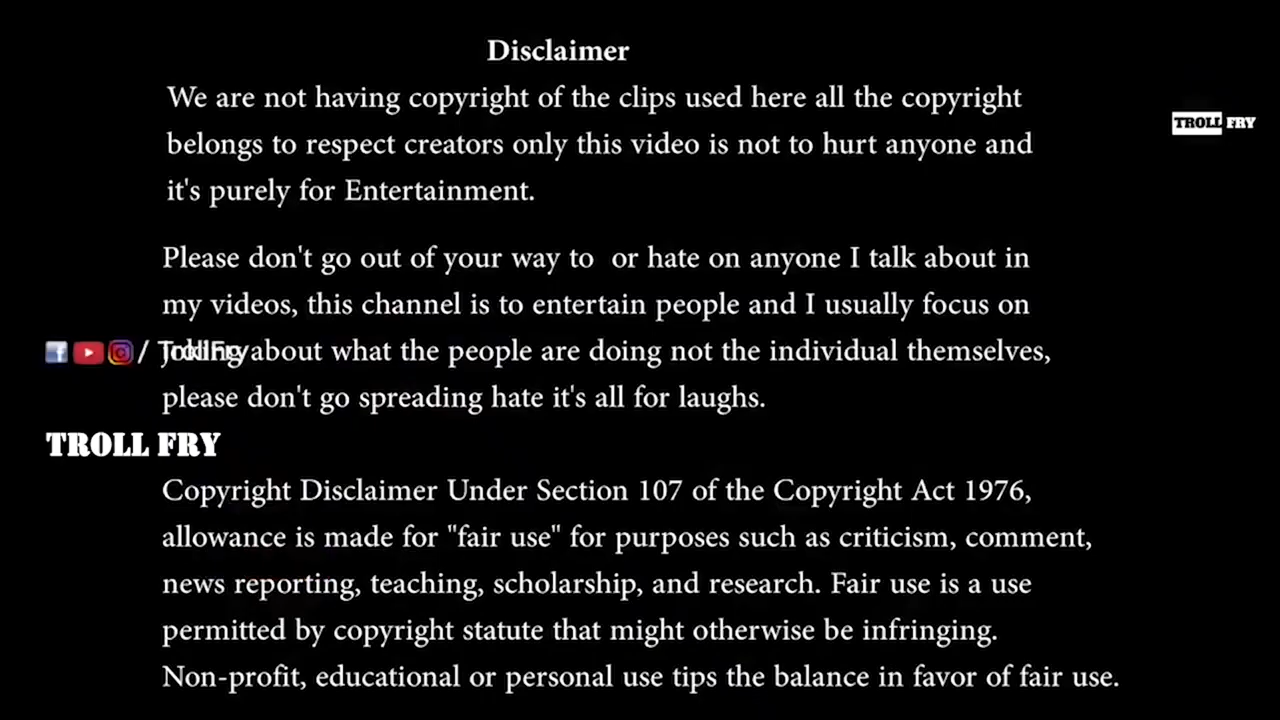 Disclaimer
We are not having copyright of the clips used here all the copyright
TROLL FRY
belongs to respect creators only this video is not to hurt anyone and
it's purely for Entertainment.
Please don't go out of your way to or hate on anyone I talk about in
my videos, this channel is to entertain people and I usually focus on
/ TrollFry
joking about what the people are doing not the individual themselves,
please don't go spreading hate it's all for laughs.
TROLL FRY
Copyright Disclaimer Under Section 107 of the Copyright Act 1976,
allowance is made for "fair use" for purposes such as criticism, comment,
news reporting, teaching, scholarship, and research. Fair use is a use
permitted by copyright statute that might otherwise be infringing.
Non-profit, educational or personal use tips the balance in favor of fair use.